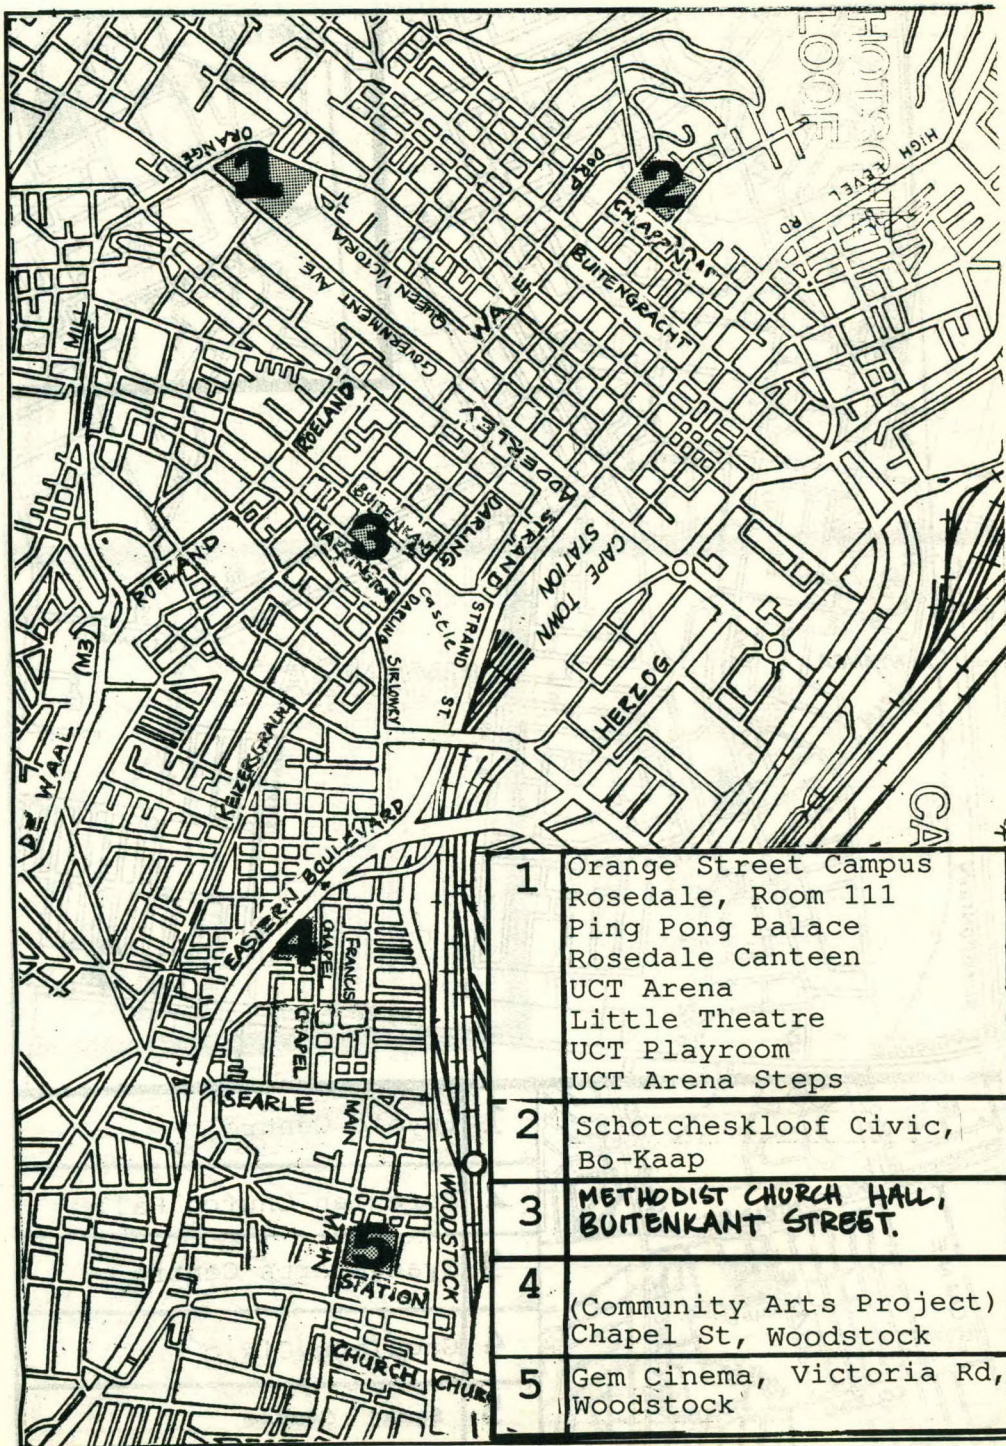 SCHOTSCHE
KLOOF
HIGH
LEVEL
RD
ORANGE
1
2
DORP
CHAPPINI
BUITENGRACHT
QUEEN VICTORIA
GOVERNMENT AVE.
WALE
MILL
ROELAND
ADDERLEY
BUITENKANT
3
HARRINGTON
DARLING
STRAND
CAPE TOWN
STATION
castle
DARLING
STRAND ST.
ROELAND
(M3)
SIR LOWRY
HERZOG
DE WAAL
KEIZERSGRACHT
CA
EASTERN BOULEVARD
4
CHAPEL
FRANCIS
CHAPEL
SEARLE
MAIN
WOODSTOCK
MAIN
5
STATION
CHURCH
1
Orange Street Campus
Rosedale, Room 111
Ping Pong Palace
Rosedale Canteen
UCT Arena
Little Theatre
UCT Playroom
UCT Arena Steps
2
Schotcheskloof Civic,
Bo-Kaap
3
METHODIST CHURCH HALL,
BUITENKANT STREET.
4
(Community Arts Project)
Chapel St, Woodstock
5
Gem Cinema, Victoria Rd,
Woodstock